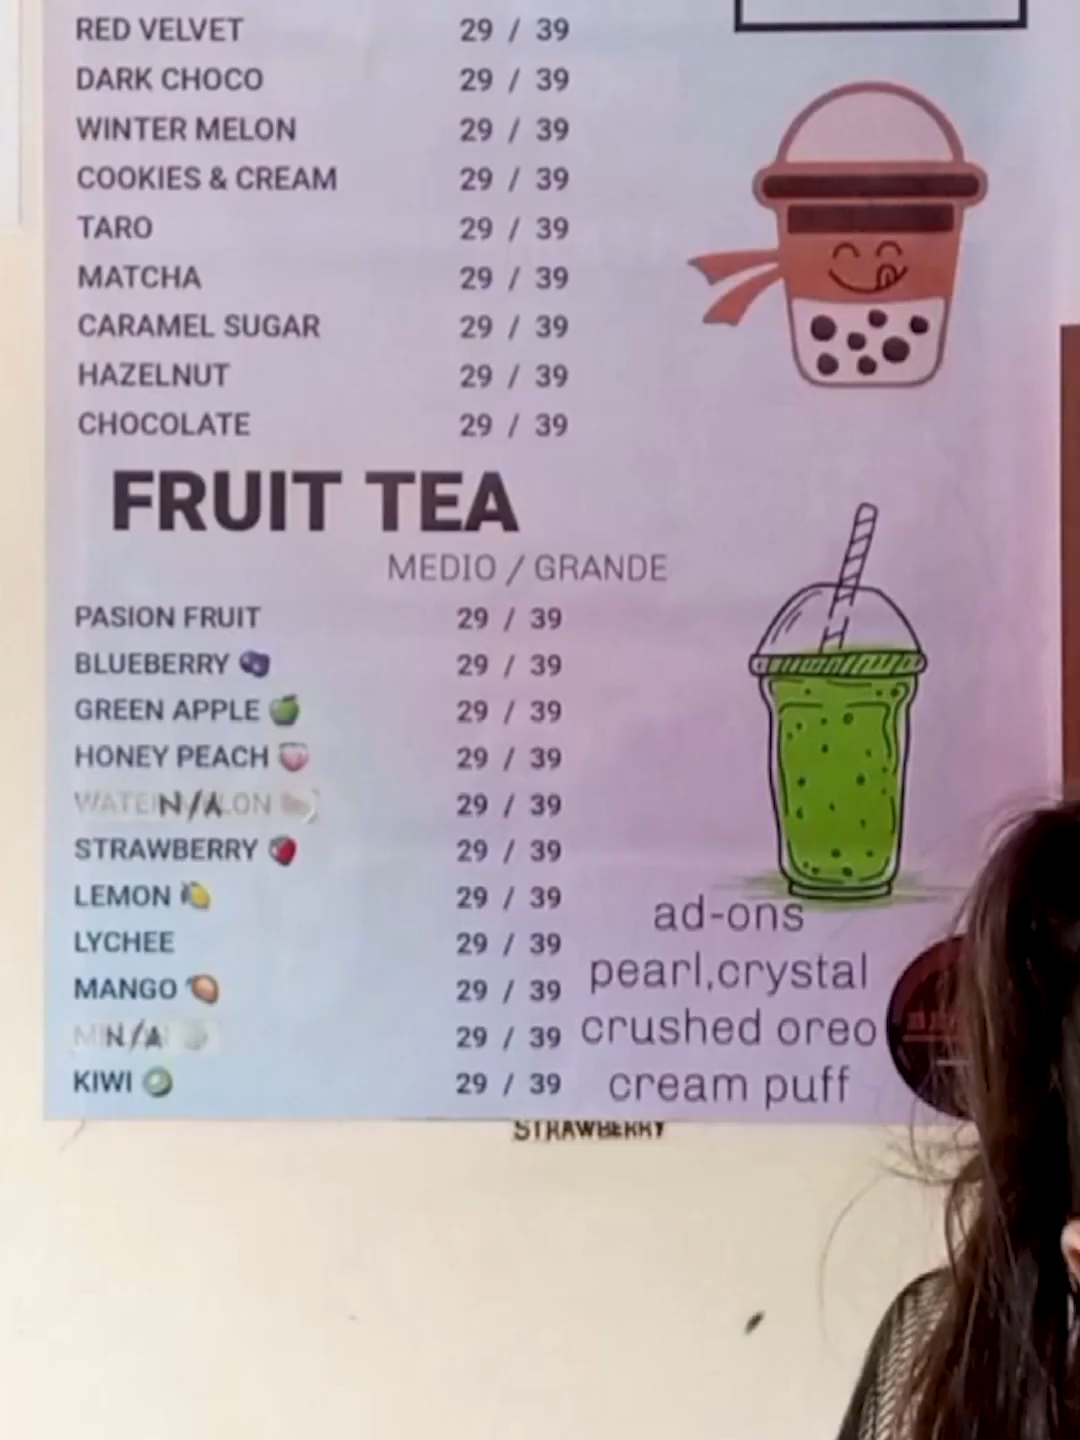 RED VELVET 29 / 39
DARK CHOCO 29 / 39
WINTER MELON 29 / 39
COOKIES & CREAM 29 / 39
TARO 29 / 39
MATCHA 29 / 39
CARAMEL SUGAR 29 / 39
HAZELNUT 29 / 39
CHOCOLATE 29 / 39
FRUIT TEA
MEDIO / GRANDE
PASION FRUIT 29 / 39
BLUEBERRY 29 / 39
GREEN APPLE 29 / 39
HONEY PEACH 29 / 39
N/A 29 / 39
STRAWBERRY 29 / 39
LEMON 29 / 39
LYCHEE 29 / 39
MANGO 29 / 39
N/A 29 / 39
KIWI 29 / 39
ad-ons
pearl,crystal
crushed oreo
cream puff
STRAWBERRY